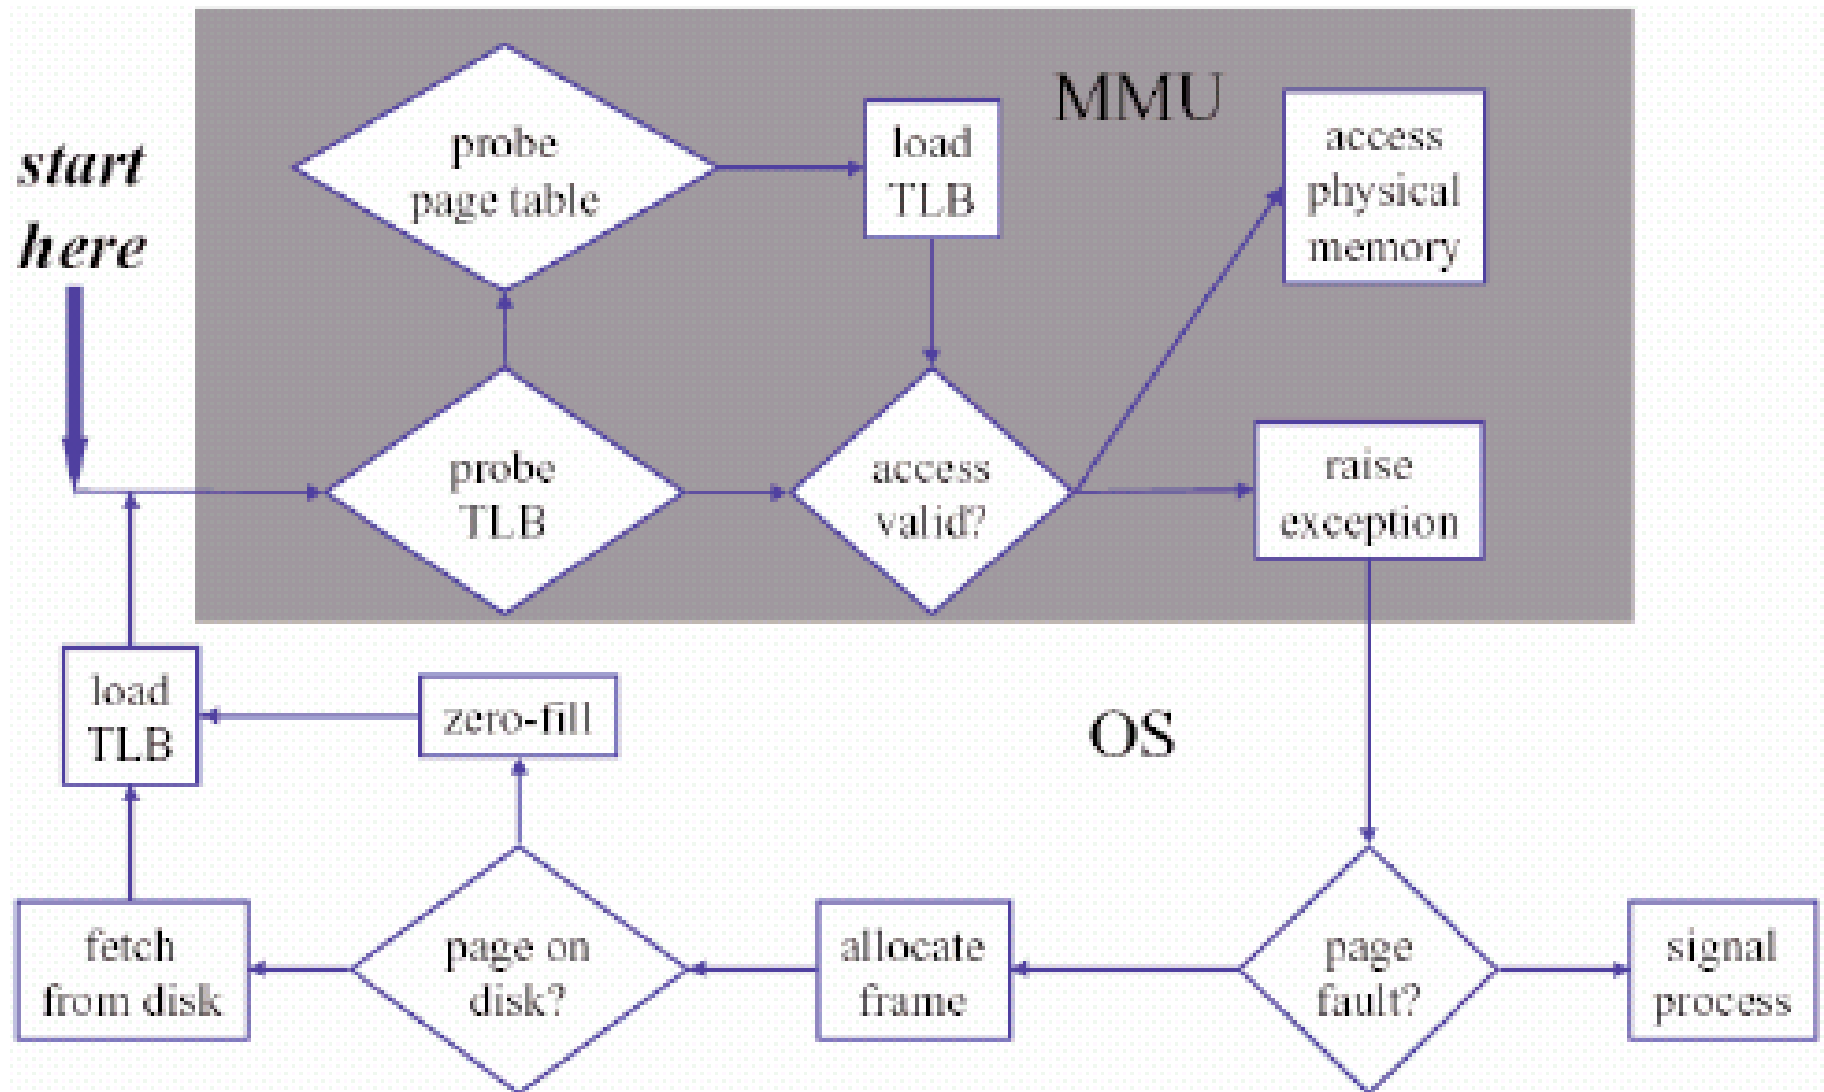 start
here
MMU
probe
page table
load
TLB
access
physical
memory
probe
TLB
access
valid?
raise
exception
load
TLB
zero-fill
OS
fetch
from disk
page on
disk?
allocate
frame
page
fault?
signal
process